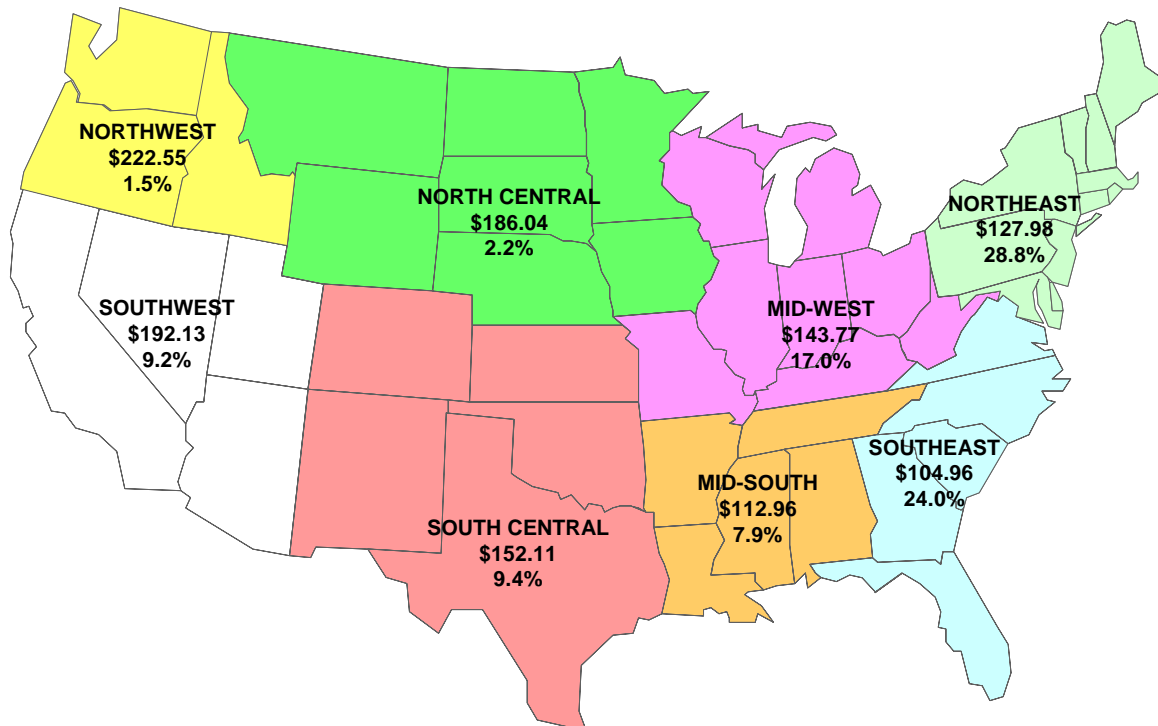 NORTHWEST
$222.55
1.5%
NORTH CENTRAL
$186.04
2.2%
NORTHEAST
$127.98
28.8%
SOUTHWEST
$192.13
9.2%
MID-WEST
$143.77
17.0%
SOUTHEAST
$104.96
24.0%
MID-SOUTH
$112.96
7.9%
SOUTH CENTRAL
$152.11
9.4%